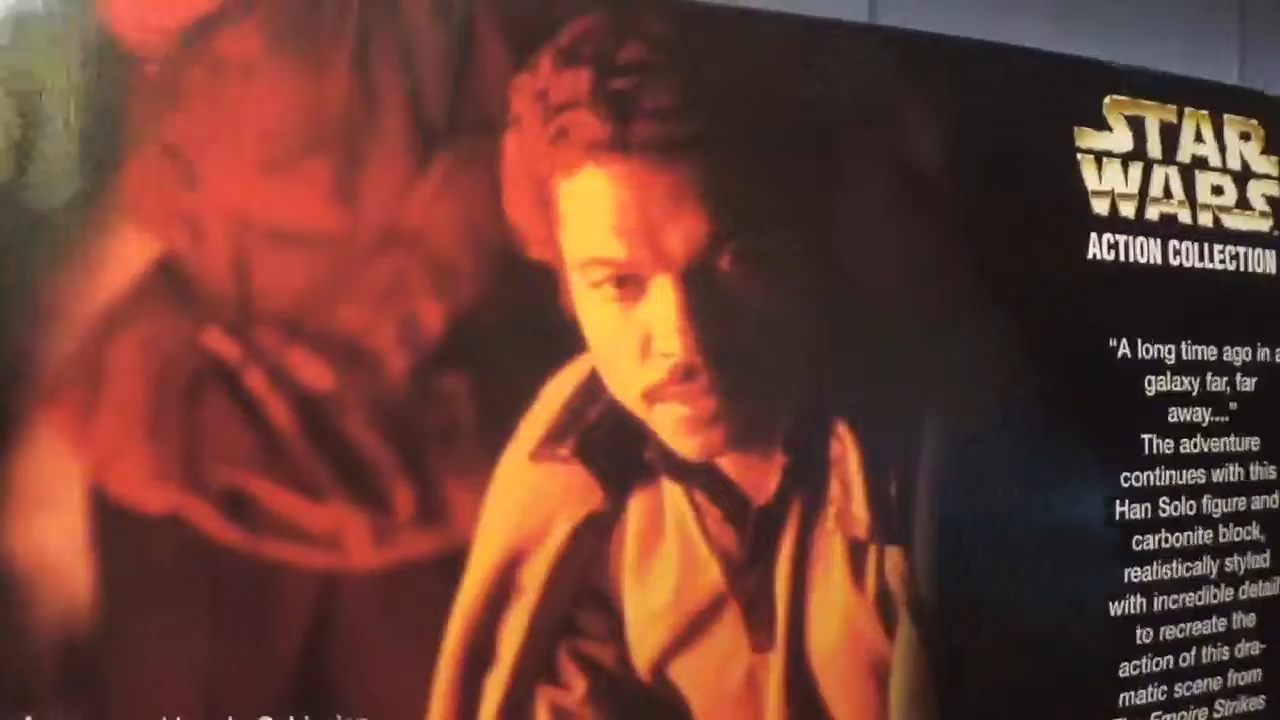 STAR
WARS
ACTION COLLECTION
"A long time ago in a
galaxy far, far
away...."
The adventure
continues with this
Han Solo figure and
carbonite block,
realistically styled
with incredible detail
to recreate the
action of this dra-
matic scene from
Empire Strikes